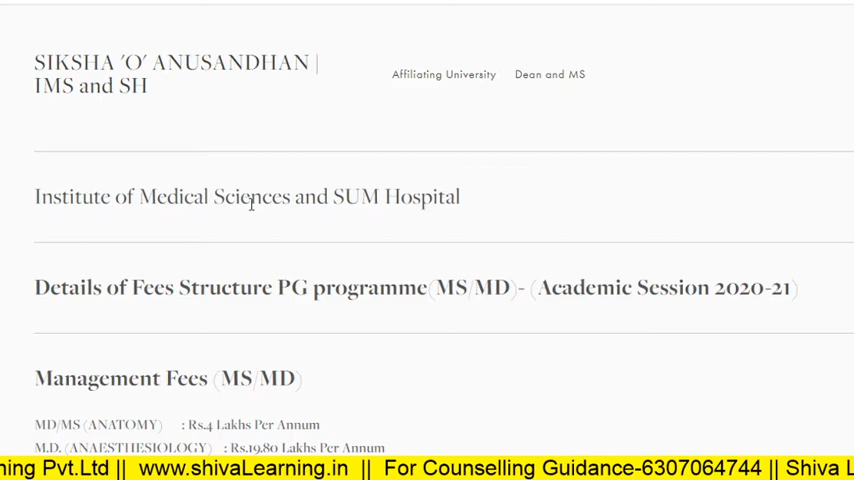 SIKSHA 'O' ANUSANDHAN |
IMS and SH
Affiliating University Dean and MS
Institute of Medical Sciences and SUM Hospital
Details of Fees Structure PG programme(MS/MD)- (Academic Session 2020-21)
Management Fees (MS/MD)
MD/MS (ANATOMY) : Rs.4 Lakhs Per Annum
M.D. (ANAESTHESIOLOGY) : Rs.19.80 Lakhs Per Annum
ning Pvt.Ltd || www.shivaLearning.in || For Counselling Guidance-6307064744 || Shiva L